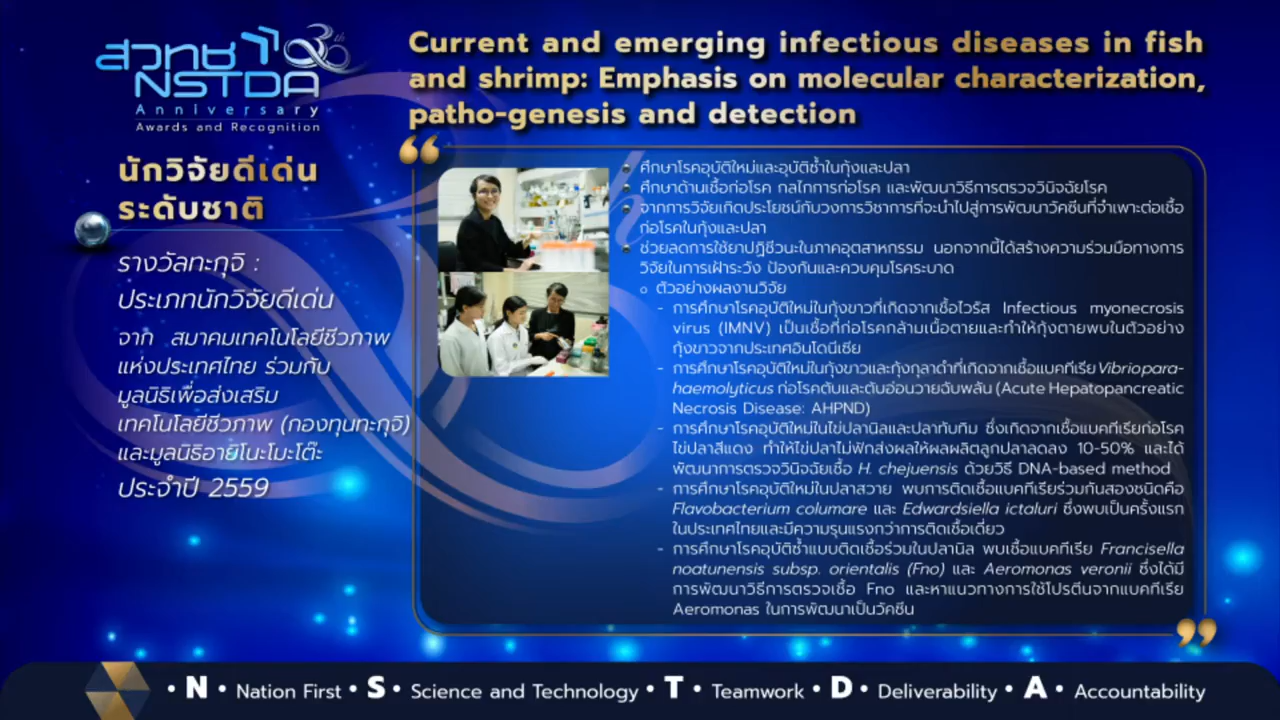 สวทช
30th
NSTDA
Anniversary
Awards and Recognition
Current and emerging infectious diseases in fish
and shrimp: Emphasis on molecular characterization,
patho-genesis and detection
นักวิจัยดีเด่น
ระดับชาติ
รางวัลทะกุจิ :
ประเภทนักวิจัยดีเด่น
จาก สมาคมเทคโนโลยีชีวภาพ
แห่งประเทศไทย ร่วมกับ
มูลนิธิเพื่อส่งเสริม
เทคโนโลยีชีวภาพ (กองทุนทะกุจิ)
และมูลนิธิอายิโนะโมะโต๊ะ
ประจำปี 2559
ศึกษาโรคอุบัติใหม่และอุบัติซ้ำในกุ้งและปลา
ศึกษาด้านเชื้อก่อโรค กลไกการก่อโรค และพัฒนาวิธีการตรวจวินิจฉัยโรค
จากการวิจัยเกิดประโยชน์กับวงการวิชาการที่จะนำไปสู่การพัฒนาวัคซีนที่จำเพาะต่อเชื้อ
ก่อโรคในกุ้งและปลา
ช่วยลดการใช้ยาปฏิชีวนะในภาคอุตสาหกรรม นอกจากนี้ได้สร้างความร่วมมือทางการ
วิจัยในการเฝ้าระวัง ป้องกันและควบคุมโรคระบาด
o ตัวอย่างผลงานวิจัย
- การศึกษาโรคอุบัติใหม่ในกุ้งขาวที่เกิดจากเชื้อไวรัส Infectious myonecrosis
virus (IMNV) เป็นเชื้อที่ก่อโรคกล้ามเนื้อตายและทำให้กุ้งตายพบในตัวอย่าง
กุ้งขาวจากประเทศอินโดนีเซีย
- การศึกษาโรคอุบัติใหม่ในกุ้งขาวและกุ้งกุลาดำที่เกิดจากเชื้อแบคทีเรีย Vibrio para-
haemolyticus ก่อโรคตับและตับอ่อนวายฉับพลัน (Acute Hepatopancreatic
Necrosis Disease: AHPND)
- การศึกษาโรคอุบัติใหม่ในไข่ปลานิลและปลาทับทิม ซึ่งเกิดจากเชื้อแบคทีเรียก่อโรค
ไข่ปลาสีแดง ทำให้ไข่ปลาไม่ฟักส่งผลให้ผลผลิตลูกปลาลดลง 10-50% และได้
พัฒนาการตรวจวินิจฉัยเชื้อ H. chejuensis ด้วยวิธี DNA-based method
- การศึกษาโรคอุบัติใหม่ในปลาสวาย พบการติดเชื้อแบคทีเรียร่วมกันสองชนิดคือ
Flavobacterium columare และ Edwardsiella ictaluri ซึ่งพบเป็นครั้งแรก
ในประเทศไทยและมีความรุนแรงกว่าการติดเชื้อเดี่ยว
- การศึกษาโรคอุบัติซ้ำแบบติดเชื้อร่วมในปลานิล พบเชื้อแบคทีเรีย Francisella
noatunensis subsp. orientalis (Fno) และ Aeromonas veronii ซึ่งได้มี
การพัฒนาวิธีการตรวจเชื้อ Fno และหาแนวทางการใช้โปรตีนจากแบคทีเรีย
Aeromonas ในการพัฒนาเป็นวัคซีน
• N • Nation First • S • Science and Technology • T • Teamwork • D • Deliverability • A • Accountability